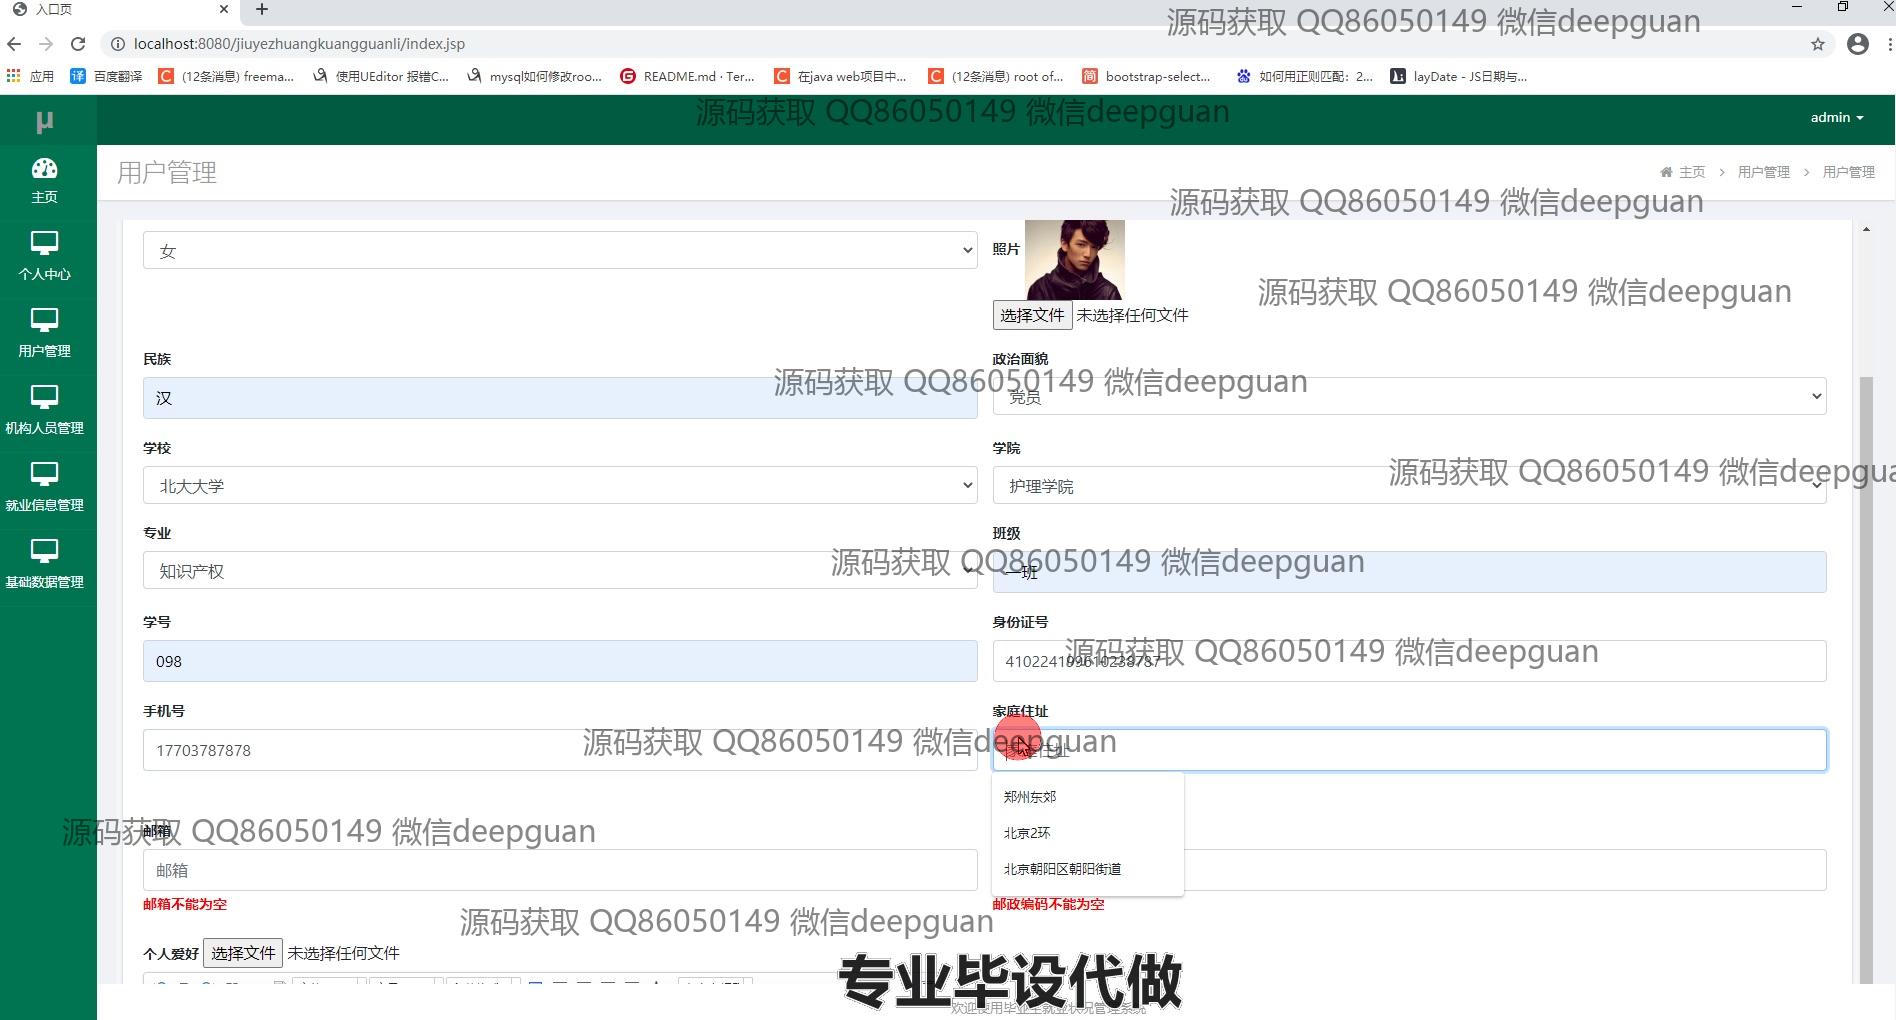 入口页
源码获取 QQ86050149 微信deepguan
localhost:8080/jiuyezhuangkuangguanli/index.jsp
应用 百度翻译 (12条消息) freema... 使用UEditor 报错C... mysql如何修改roo... README.md · Ter... 在java web项目中... (12条消息) root of... bootstrap-select... 如何用正则匹配：2... layDate - JS日期与...
源码获取 QQ86050149 微信deepguan
μ
admin
用户管理
主页 > 用户管理 > 用户管理
源码获取 QQ86050149 微信deepguan
主页
个人中心
用户管理
机构人员管理
就业信息管理
基础数据管理
女
照片
源码获取 QQ86050149 微信deepguan
选择文件 未选择任何文件
民族
政治面貌
源码获取 QQ86050149 微信deepguan
汉
党员
学校
学院
源码获取 QQ86050149 微信deepgua
北大大学
护理学院
专业
班级
源码获取 QQ86050149 微信deepguan
知识产权
一班
学号
身份证号
源码获取 QQ86050149 微信deepguan
098
手机号
家庭住址
源码获取 QQ86050149 微信deepguan
17703787878
家庭住址
郑州东郊
北京2环
北京朝阳区朝阳街道
源码获取 QQ86050149 微信deepguan
邮箱
邮箱
邮箱不能为空
邮政编码不能为空
源码获取 QQ86050149 微信deepguan
个人爱好 选择文件 未选择任何文件
专业毕设代做
欢迎使用毕业生就业状况管理系统